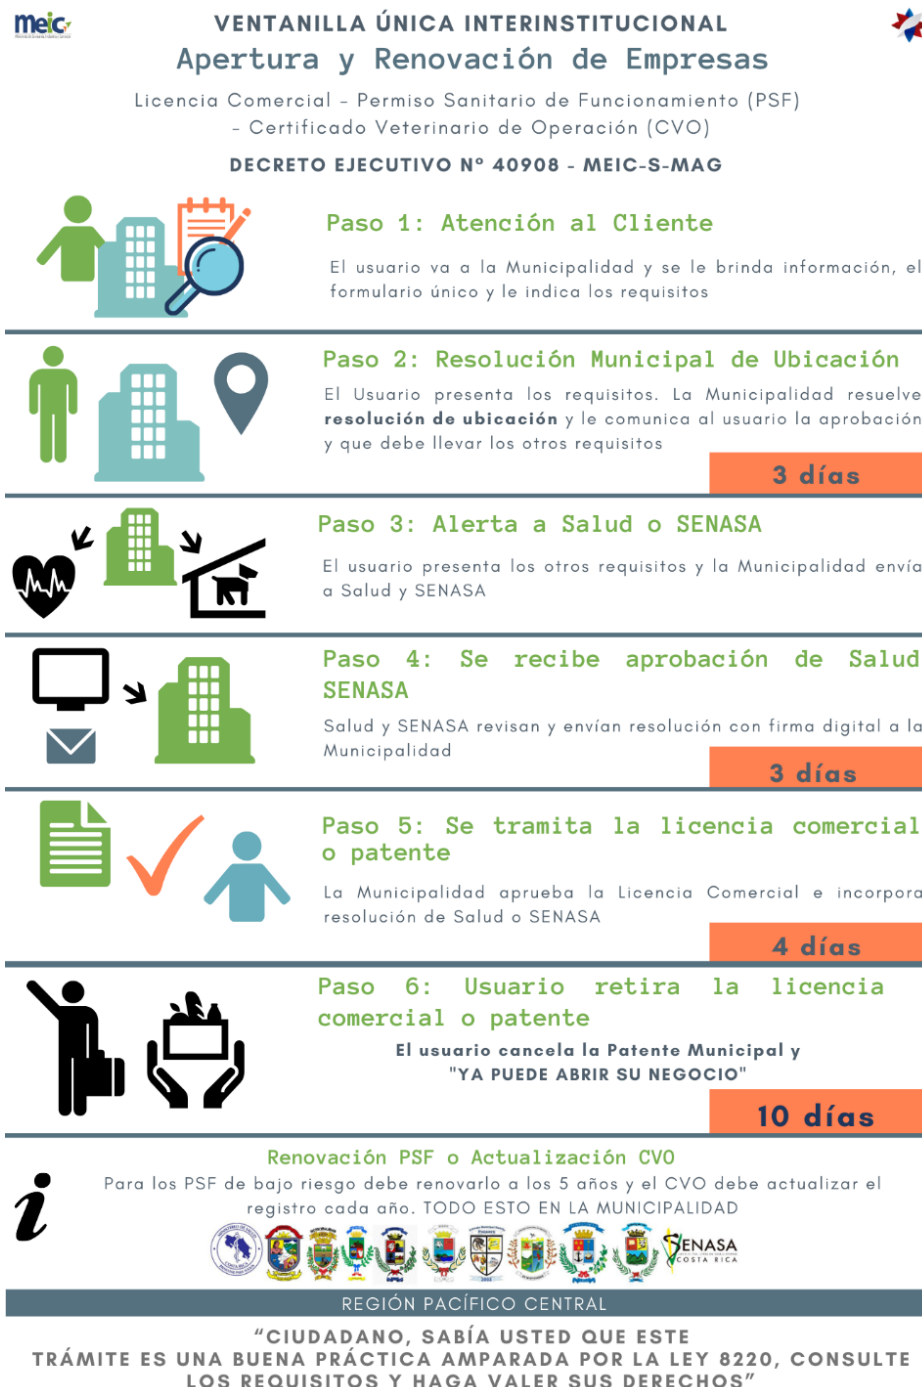 meic
VENTANILLA ÚNICA INTERINSTITUCIONAL
Apertura y Renovación de Empresas
Licencia Comercial - Permiso Sanitario de Funcionamiento (PSF)
- Certificado Veterinario de Operación (CVO)
DECRETO EJECUTIVO Nº 40908 - MEIC-S-MAG
Paso 1: Atención al Cliente
El usuario va a la Municipalidad y se le brinda información, el
formulario único y le indica los requisitos
Paso 2: Resolución Municipal de Ubicación
El Usuario presenta los requisitos. La Municipalidad resuelve
resolución de ubicación y le comunica al usuario la aprobación
y que debe llevar los otros requisitos
3 días
Paso 3: Alerta a Salud o SENASA
El usuario presenta los otros requisitos y la Municipalidad envía
a Salud y SENASA
Paso 4: Se recibe aprobación de Salud
SENASA
Salud y SENASA revisan y envían resolución con firma digital a la
Municipalidad
3 días
Paso 5: Se tramita la licencia comercial
o patente
La Municipalidad aprueba la Licencia Comercial e incorpora
resolución de Salud o SENASA
4 días
Paso 6: Usuario retira la licencia
comercial o patente
El usuario cancela la Patente Municipal y
"YA PUEDE ABRIR SU NEGOCIO"
10 días
Renovación PSF o Actualización CVO
Para los PSF de bajo riesgo debe renovarlo a los 5 años y el CVO debe actualizar el
registro cada año. TODO ESTO EN LA MUNICIPALIDAD
SENASA
COSTA RICA
REGIÓN PACÍFICO CENTRAL
“CIUDADANO, SABÍA USTED QUE ESTE
TRÁMITE ES UNA BUENA PRÁCTICA AMPARADA POR LA LEY 8220, CONSULTE
LOS REQUISITOS Y HAGA VALER SUS DERECHOS”